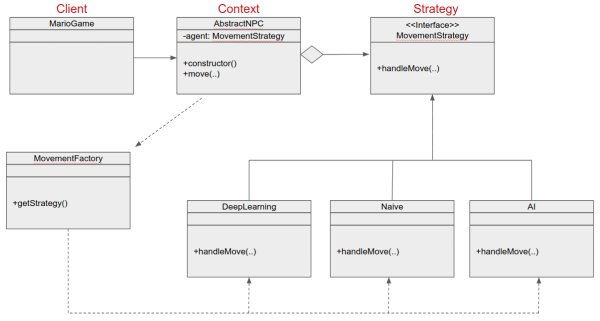 Client
Context
Strategy
MarioGame
AbstractNPC
-agent: MovementStrategy
+constructor()
+move(..)
<<Interface>>
MovementStrategy
+handleMove(..)
MovementFactory
+getStrategy()
DeepLearning
+handleMove(..)
Naive
+handleMove(..)
AI
+handleMove(..)